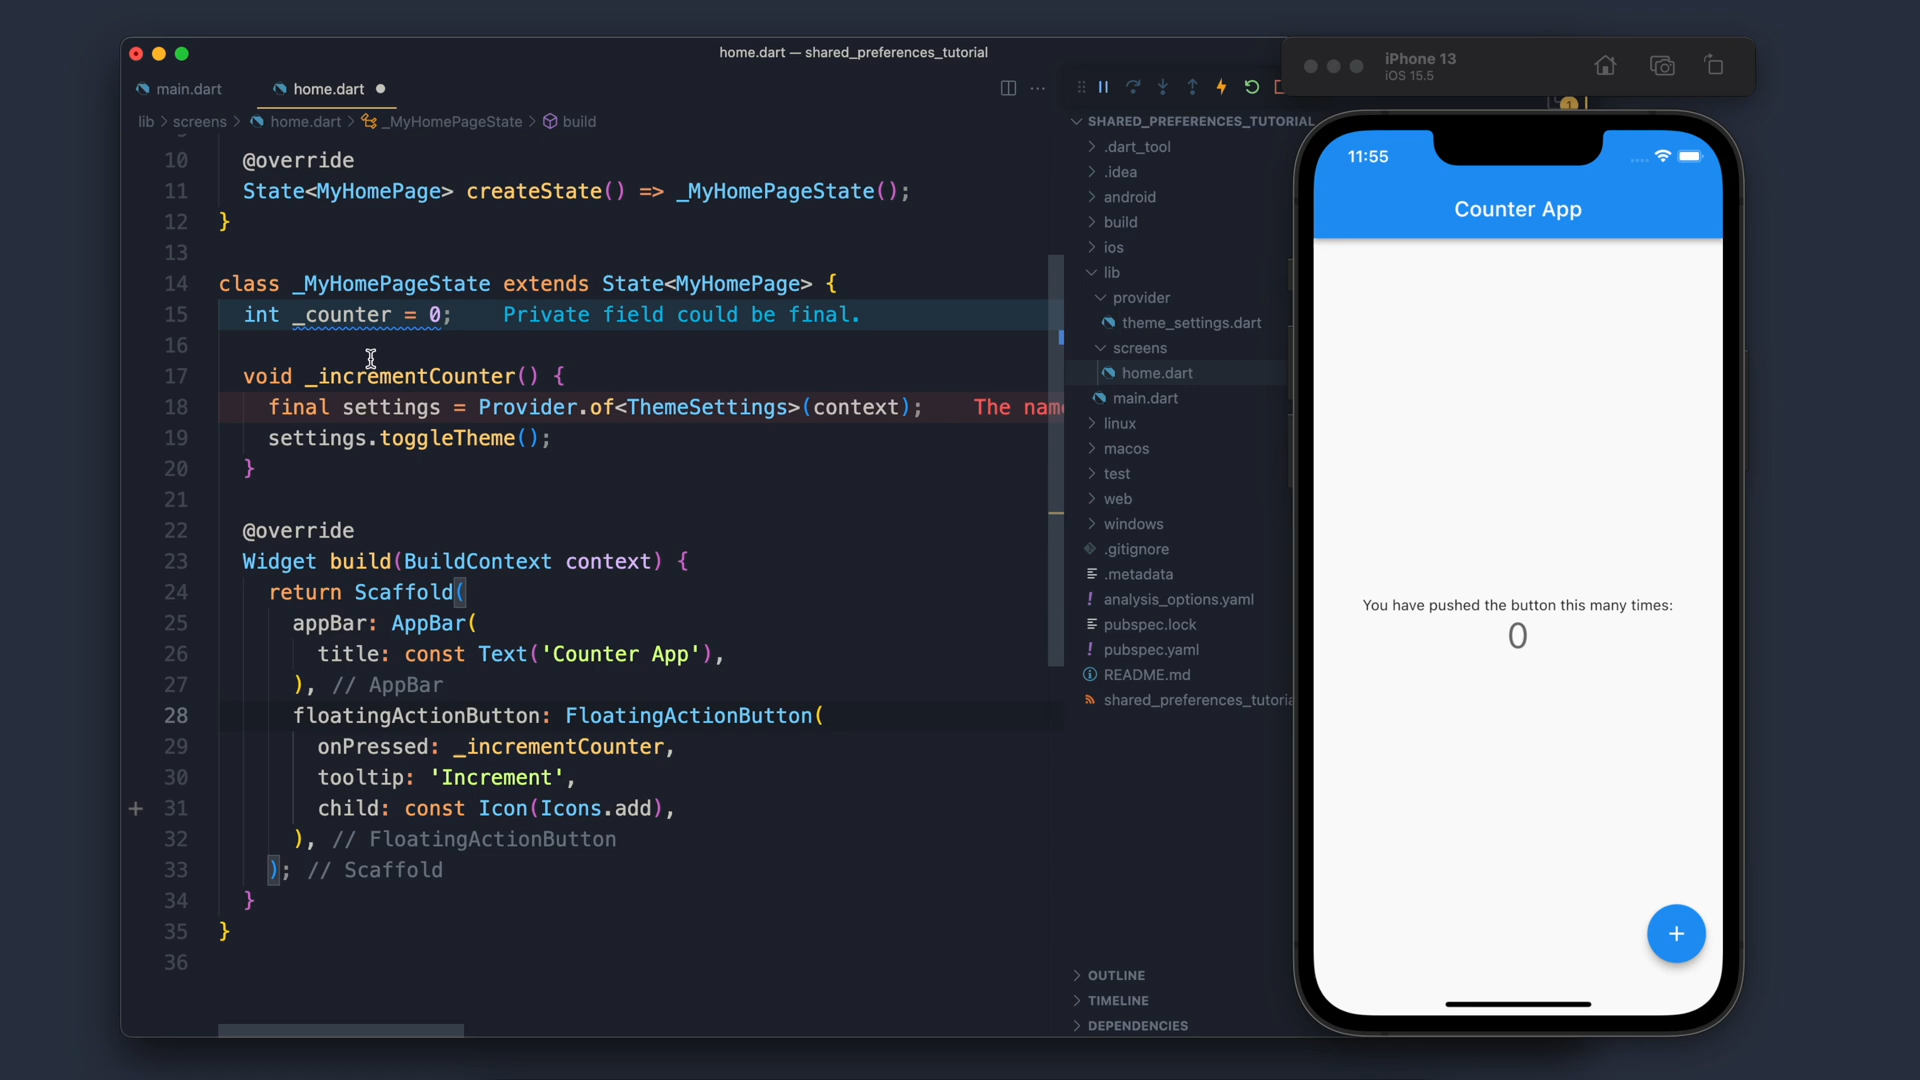 home.dart — shared_preferences_tutorial
main.dart
home.dart
lib > screens > home.dart > _MyHomePageState > build
10 @override
11 State<MyHomePage> createState() => _MyHomePageState();
12 }
13
14 class _MyHomePageState extends State<MyHomePage> {
15 int _counter = 0; Private field could be final.
16
17 void _incrementCounter() {
18 final settings = Provider.of<ThemeSettings>(context); The nam
19 settings.toggleTheme();
20 }
21
22 @override
23 Widget build(BuildContext context) {
24 return Scaffold(
25 appBar: AppBar(
26 title: const Text('Counter App'),
27 ), // AppBar
28 floatingActionButton: FloatingActionButton(
29 onPressed: _incrementCounter,
30 tooltip: 'Increment',
31 child: const Icon(Icons.add),
32 ), // FloatingActionButton
33 ); // Scaffold
34 }
35 }
36
SHARED_PREFERENCES_TUTORIAL
.dart_tool
.idea
android
build
ios
lib
provider
theme_settings.dart
screens
home.dart
main.dart
linux
macos
test
web
windows
.gitignore
.metadata
analysis_options.yaml
pubspec.lock
pubspec.yaml
README.md
shared_preferences_tutoria
OUTLINE
TIMELINE
DEPENDENCIES
iPhone 13
iOS 15.5
1
11:55
Counter App
You have pushed the button this many times:
0